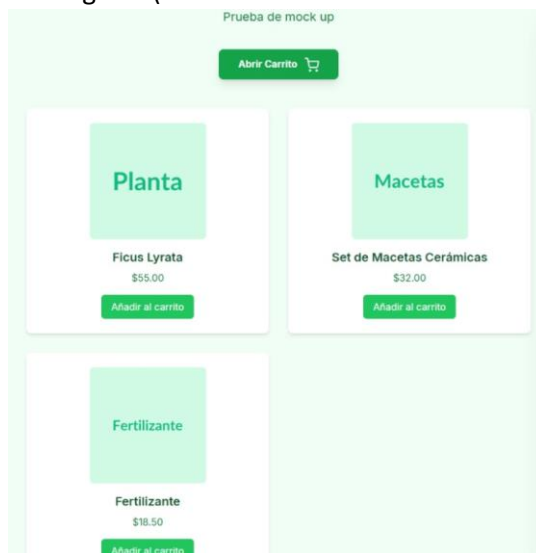 Prueba de mock up
Abrir Carrito
Planta
Ficus Lyrata
$55.00
Añadir al carrito
Macetas
Set de Macetas Cerámicas
$32.00
Añadir al carrito
Fertilizante
Fertilizante
$18.50
Añadir al carrito